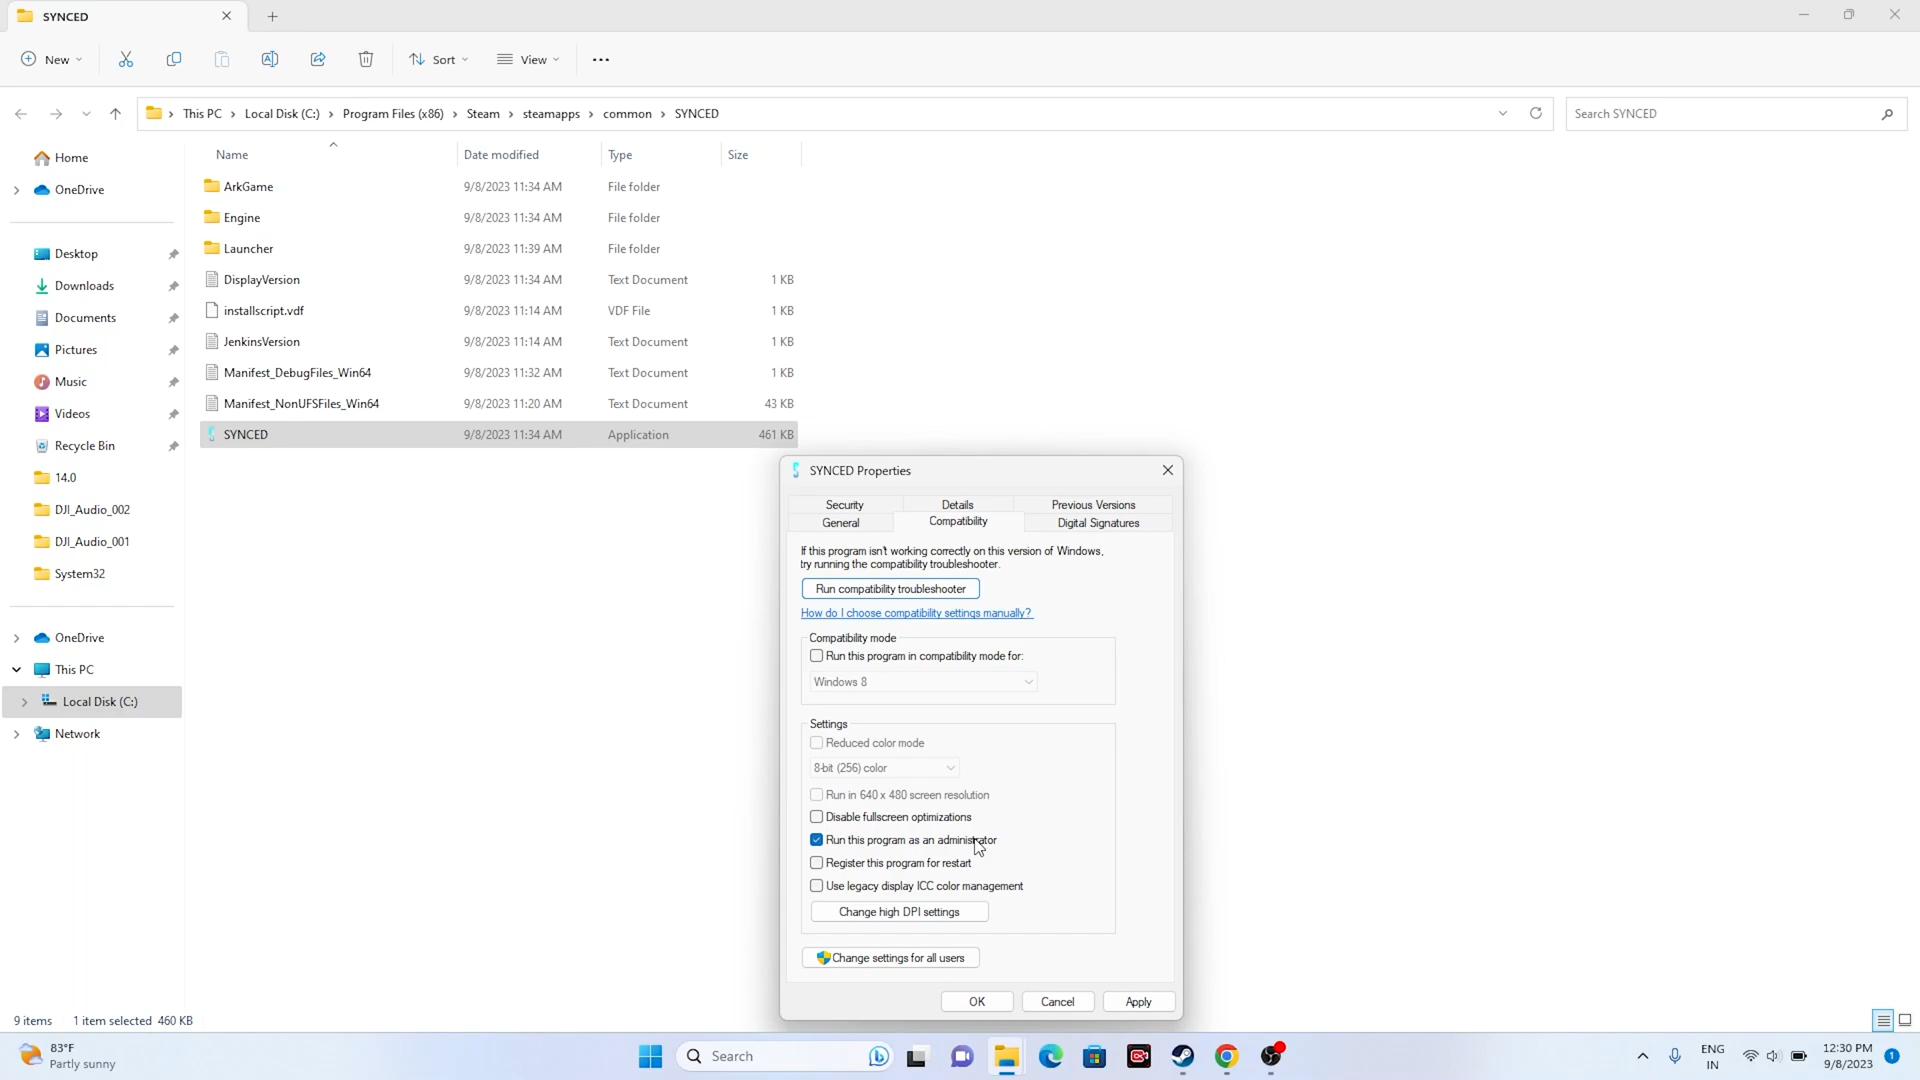 SYNCED
New
Sort
View
This PC
Local Disk (C:)
Program Files (x86)
Steam
steamapps
common
SYNCED
Search SYNCED
Name
Date modified
Type
Size
ArkGame
9/8/2023 11:34 AM
File folder
Engine
9/8/2023 11:34 AM
File folder
Launcher
9/8/2023 11:39 AM
File folder
DisplayVersion
9/8/2023 11:34 AM
Text Document
1 KB
installscript.vdf
9/8/2023 11:14 AM
VDF File
1 KB
JenkinsVersion
9/8/2023 11:14 AM
Text Document
1 KB
Manifest_DebugFiles_Win64
9/8/2023 11:32 AM
Text Document
1 KB
Manifest_NonUFSFiles_Win64
9/8/2023 11:20 AM
Text Document
43 KB
SYNCED
9/8/2023 11:34 AM
Application
461 KB
Home
OneDrive
Desktop
Downloads
Documents
Pictures
Music
Videos
Recycle Bin
14.0
DJI_Audio_002
DJI_Audio_001
System32
OneDrive
This PC
Local Disk (C:)
Network
SYNCED Properties
Security
Details
Previous Versions
General
Compatibility
Digital Signatures
If this program isn't working correctly on this version of Windows,
try running the compatibility troubleshooter.
Run compatibility troubleshooter
How do I choose compatibility settings manually?
Compatibility mode
Run this program in compatibility mode for:
Windows 8
Settings
Reduced color mode
8-bit (256) color
Run in 640 x 480 screen resolution
Disable fullscreen optimizations
Run this program as an administrator
Register this program for restart
Use legacy display ICC color management
Change high DPI settings
Change settings for all users
OK
Cancel
Apply
9 items
1 item selected 460 KB
83°F
Partly sunny
Search
ENG
IN
12:30 PM
9/8/2023
1